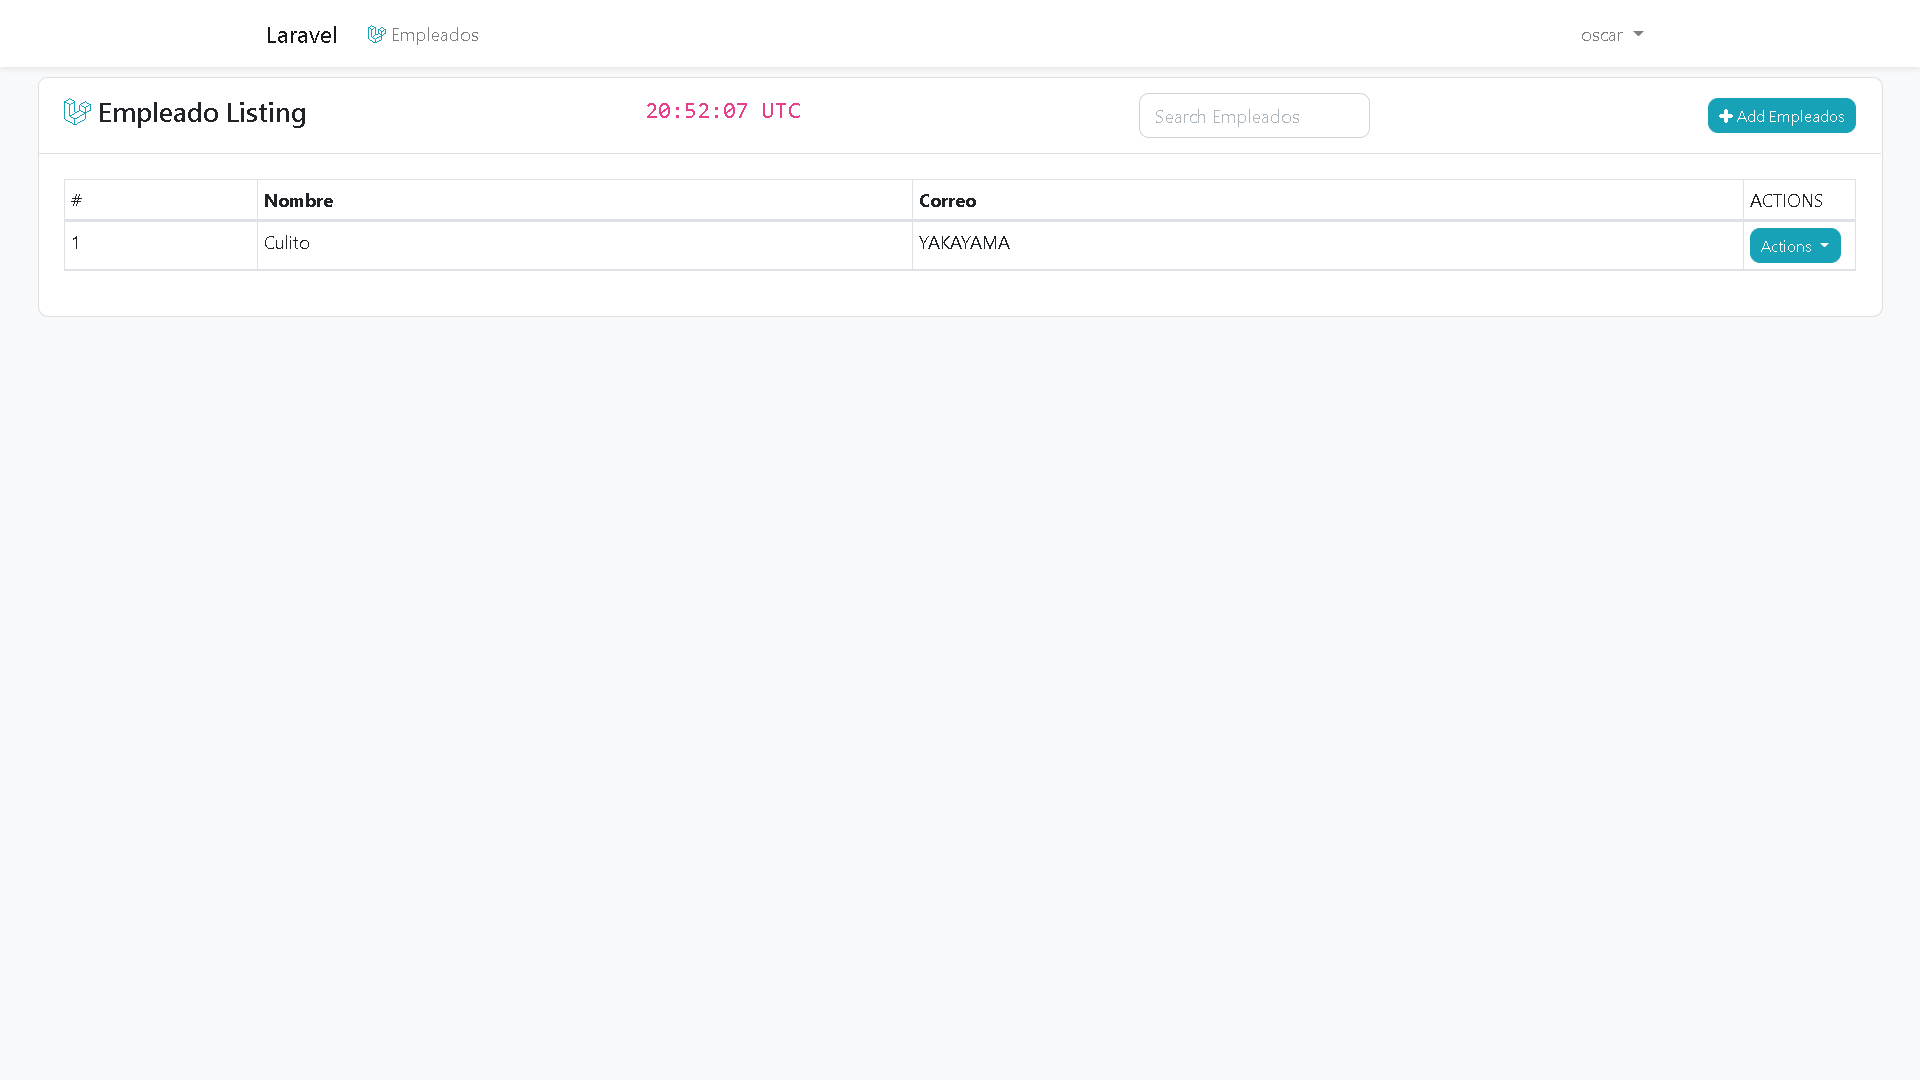 Laravel Empleados oscar
Empleado Listing 20:52:07 UTC Search Empleados Add Empleados
# Nombre Correo ACTIONS
1 Culito YAKAYAMA Actions